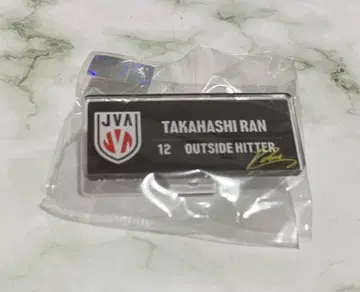 JVA
TAKAHASHI RAN
12 OUTSIDE HITTER